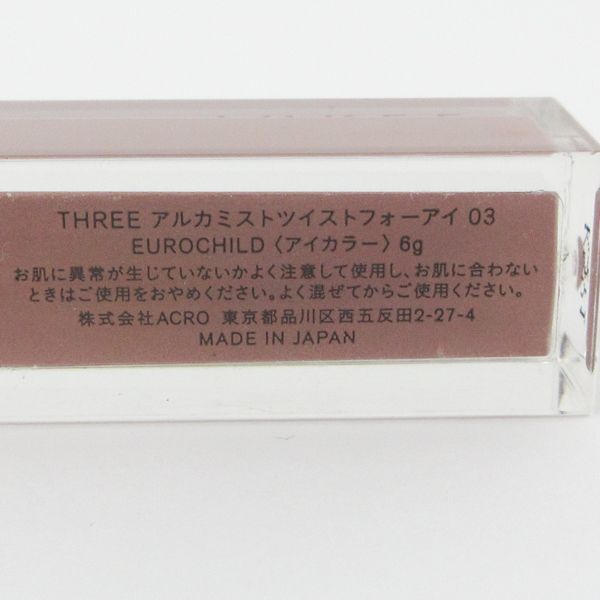 THREE アルカミストツイストフォーアイ 03
EUROCHILD〈アイカラー〉6g
お肌に異常が生じていないかよく注意して使用し、お肌に合わない
ときはご使用をおやめください。よく混ぜてからご使用ください。
株式会社ACRO 東京都品川区西五反田2-27-4
MADE IN JAPAN